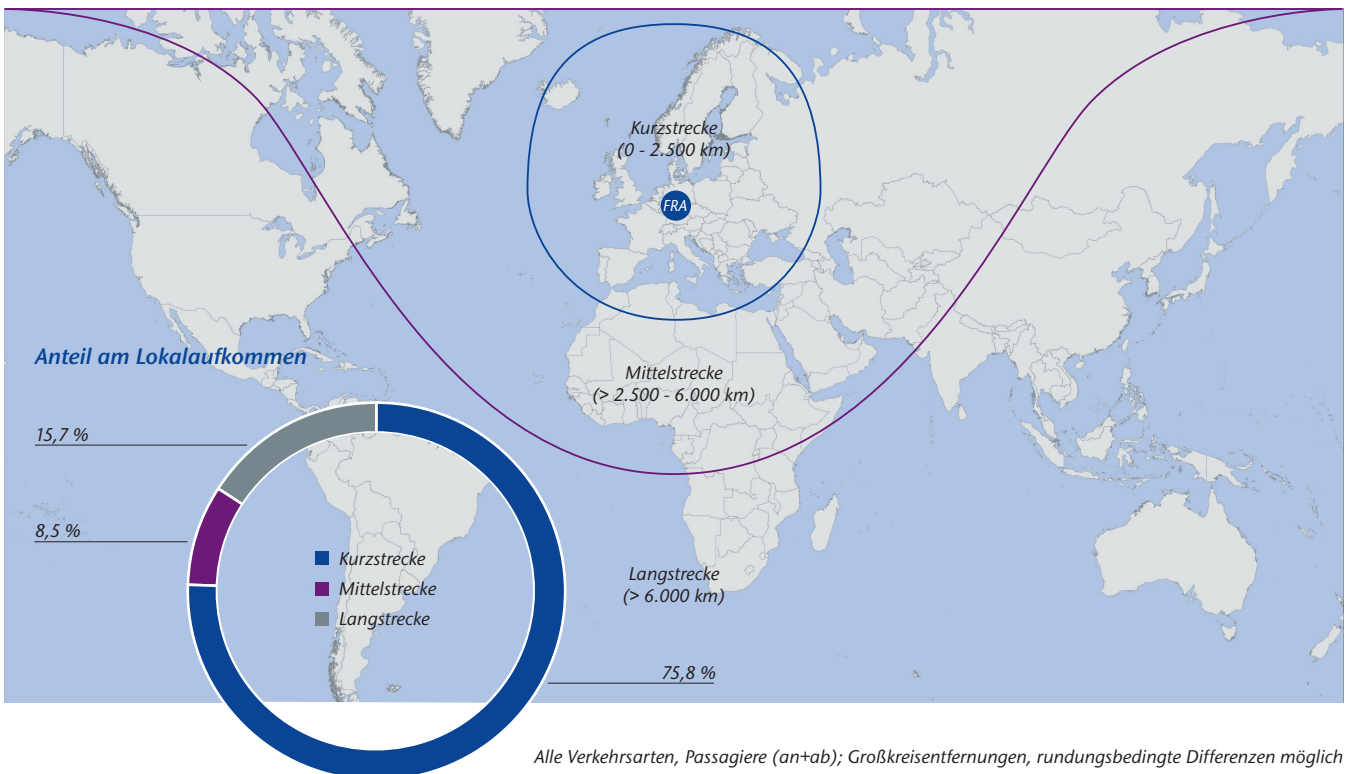 Kurzstrecke
(0 - 2.500 km)
FRA
Anteil am Lokalaufkommen
Mittelstrecke
(> 2.500 - 6.000 km)
15,7 %
8,5 %
Kurzstrecke
Mittelstrecke
Langstrecke
Langstrecke
(> 6.000 km)
75,8 %
Alle Verkehrsarten, Passagiere (an+ab); Großkreisentfernungen, rundungsbedingte Differenzen möglich